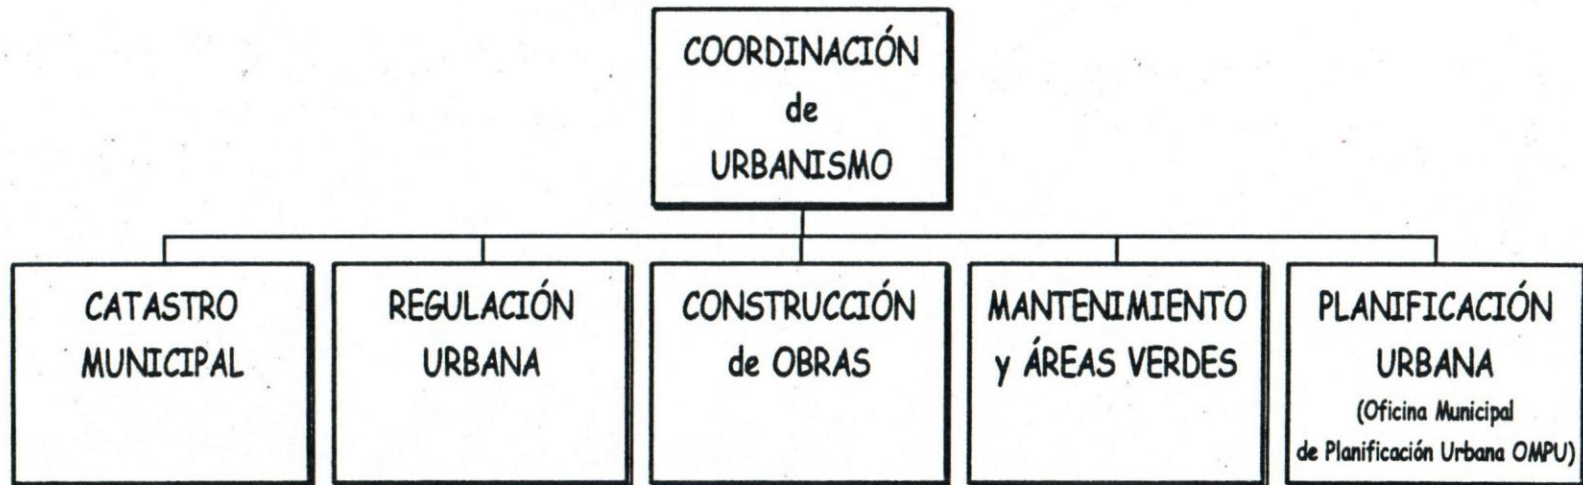 COORDINACIÓN
de
URBANISMO
CATASTRO
MUNICIPAL
REGULACIÓN
URBANA
CONSTRUCCIÓN
de OBRAS
MANTENIMIENTO
y ÁREAS VERDES
PLANIFICACIÓN
URBANA
(Oficina Municipal
de Planificación Urbana OMPU)